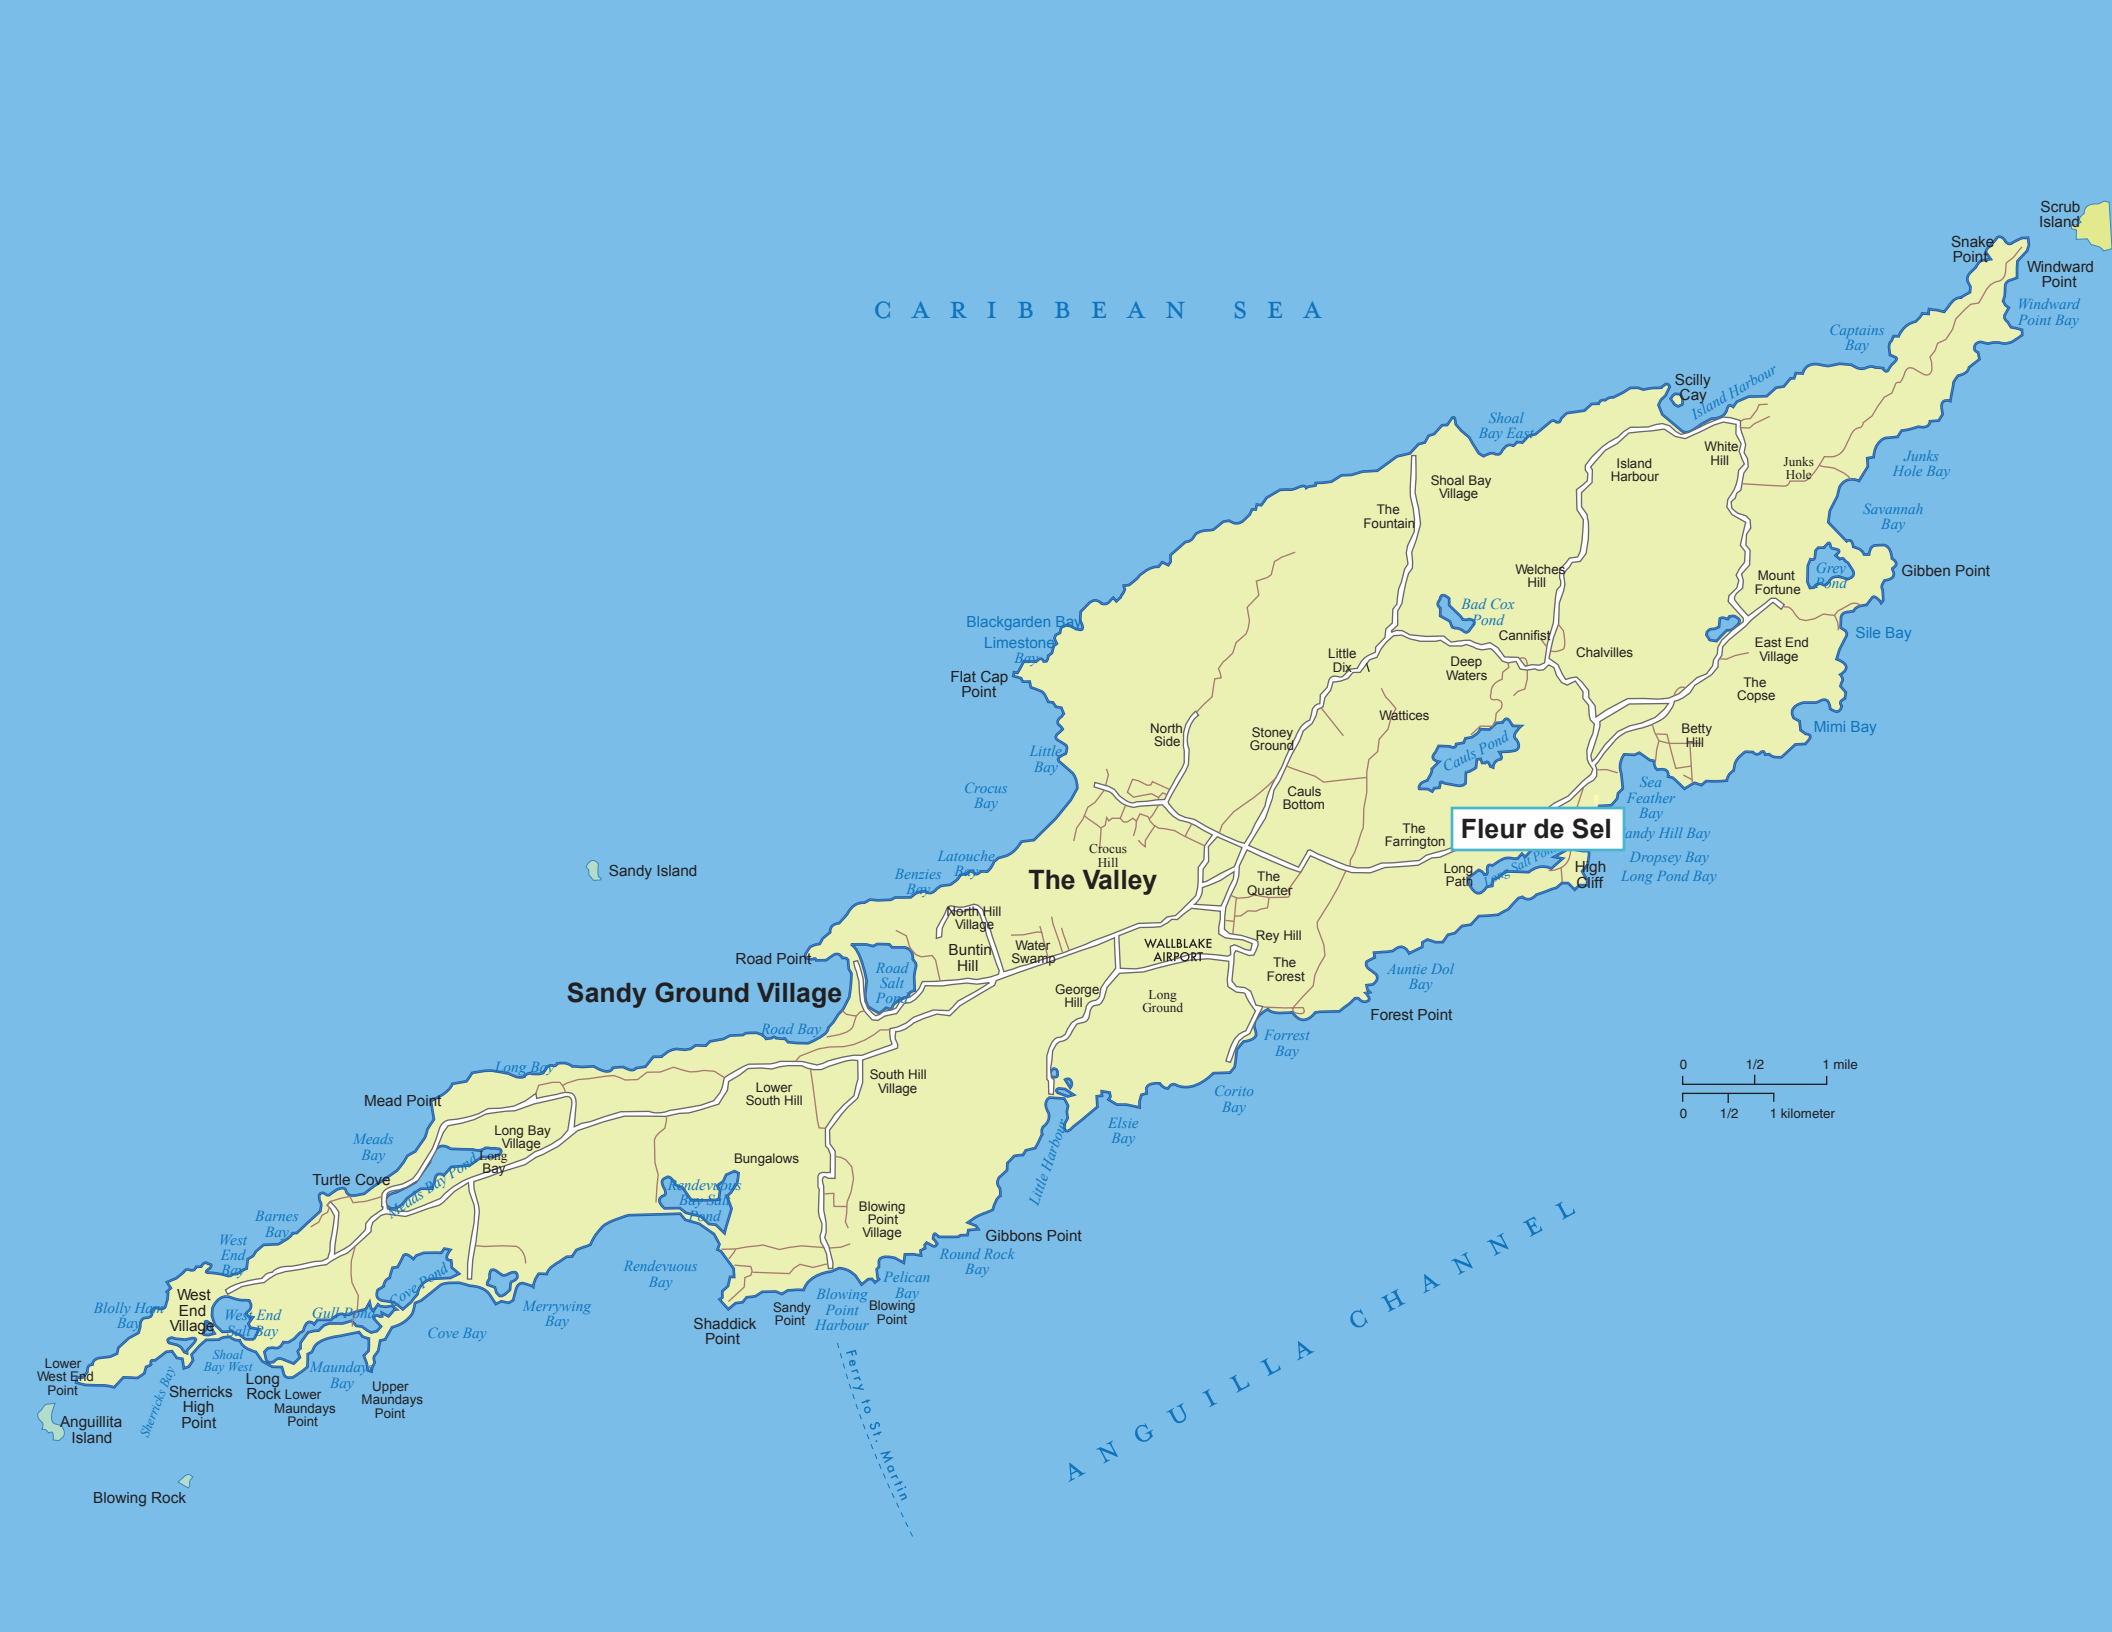 Scrub
Island
Snake
Point
Windward
Point
Windward
Point Bay
CARIBBEAN SEA
Captains
Bay
Scilly
Cay
Island Harbour
Shoal
Bay East
White
Hill
Island
Harbour
Junks
Hole
Junks
Hole Bay
Shoal Bay
Village
The
Fountain
Savannah
Bay
Welches
Hill
Mount
Fortune
Grey
Pond
Gibben Point
Bad Cox
Pond
Blackgarden Bay
Limestone
Bay
Cannifist
Sile Bay
Little
Dix
Deep
Waters
Chalvilles
East End
Village
Flat Cap
Point
The
Copse
Wattices
North
Side
Stoney
Ground
Betty
Hill
Mimi Bay
Little
Bay
Cauls Pond
Crocus
Bay
Cauls
Bottom
Sea
Feather
Bay
The
Farrington
Fleur de Sel
andy Hill Bay
Crocus
Hill
Latouche
Bay
Dropsey Bay
Long Salt Pond
Long
Path
High
Cliff
Long Pond Bay
Sandy Island
Benzies
Bay
The Valley
The
Quarter
North Hill
Village
Buntin
Hill
Water
Swamp
WALLBLAKE
AIRPORT
Rey Hill
Road Point
Road
Salt
Pond
The
Forest
Auntie Dol
Bay
Sandy Ground Village
George
Hill
Long
Ground
Forest Point
Road Bay
Forrest
Bay
Long Bay
South Hill
Village
Lower
South Hill
Corito
Bay
0 1/2 1 mile
0 1/2 1 kilometer
Mead Point
Meads
Bay
Long Bay
Village
Long
Bay
Elsie
Bay
Little Harbour
Bungalows
Turtle Cove
Meads Bay Pond
Rendevuous
Bay Salt
Pond
Barnes
Bay
Blowing
Point
Village
Gibbons Point
West
End
Bay
Round Rock
Bay
Rendevuous
Bay
Cove Pond
Pelican
Bay
Blolly Ham
Bay
West
End
Village
West End
Salt Bay
Gull Pond
Merrywing
Bay
Cove Bay
Shaddick
Point
Sandy
Point
Blowing
Point
Harbour
Blowing
Point
ANGUILLA CHANNEL
Shoal
Bay West
Lower
West End
Point
Sherricks Bay
Sherricks
High
Point
Long
Rock
Lower
Maundays
Point
Maundays
Bay
Upper
Maundays
Point
Ferry to St. Martin
Anguillita
Island
Blowing Rock